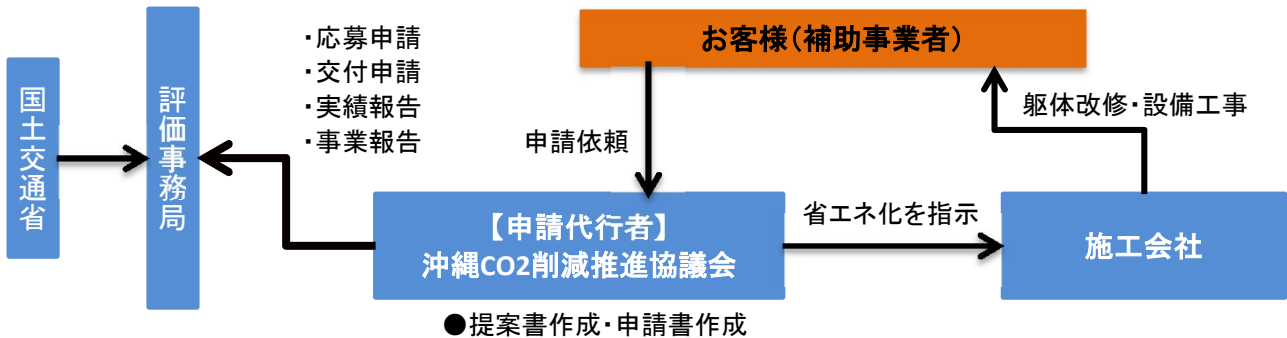 国土交通省
評価事務局
・応募申請
・交付申請
・実績報告
・事業報告
お客様（補助事業者）
申請依頼
躯体改修・設備工事
【申請代行者】
沖縄CO2削減推進協議会
省エネ化を指示
施工会社
●提案書作成・申請書作成